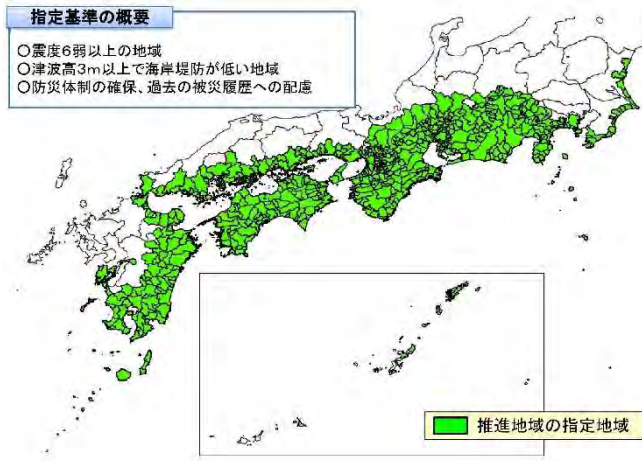 指定基準の概要
○震度6弱以上の地域
○津波高3m以上で海岸堤防が低い地域
○防災体制の確保、過去の被災履歴への配慮
推進地域の指定地域